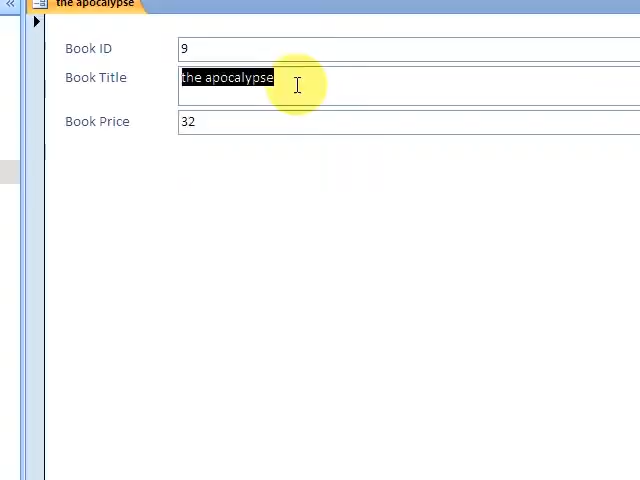 the apocalypse
Book ID 9
Book Title the apocalypse
Book Price 32